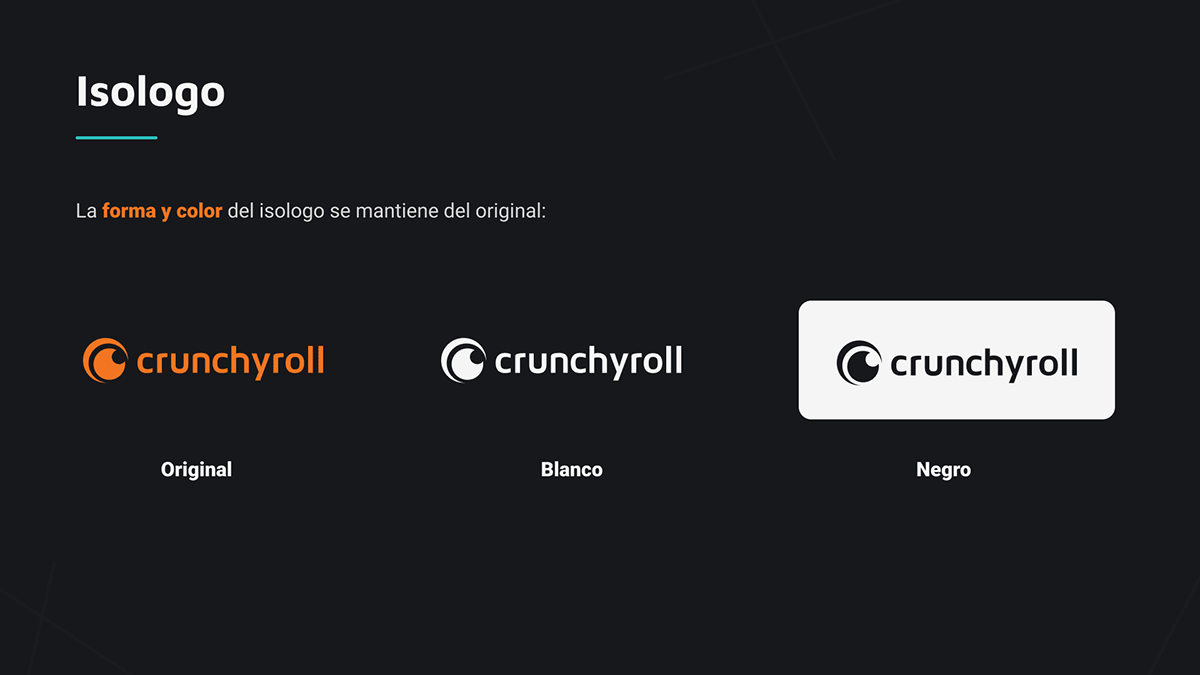 Isologo
La forma y color del isologo se mantiene del original:
crunchyroll
crunchyroll
crunchyroll
Original
Blanco
Negro